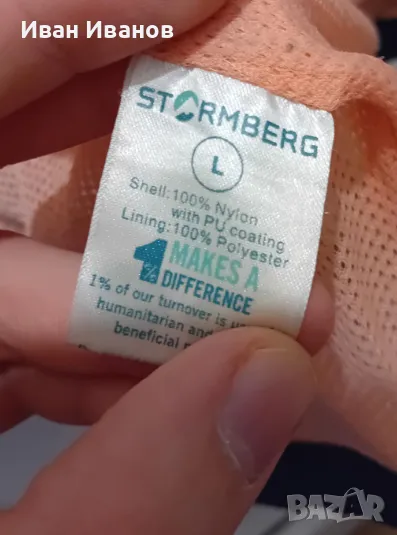 Иван Иванов
STORMBERG
L
Shell:100% Nylon
with PU coating
Lining:100% Polyester
1%
MAKES A
DIFFERENCE
1% of our turnover is
humanitarian and
beneficial
BAZAR